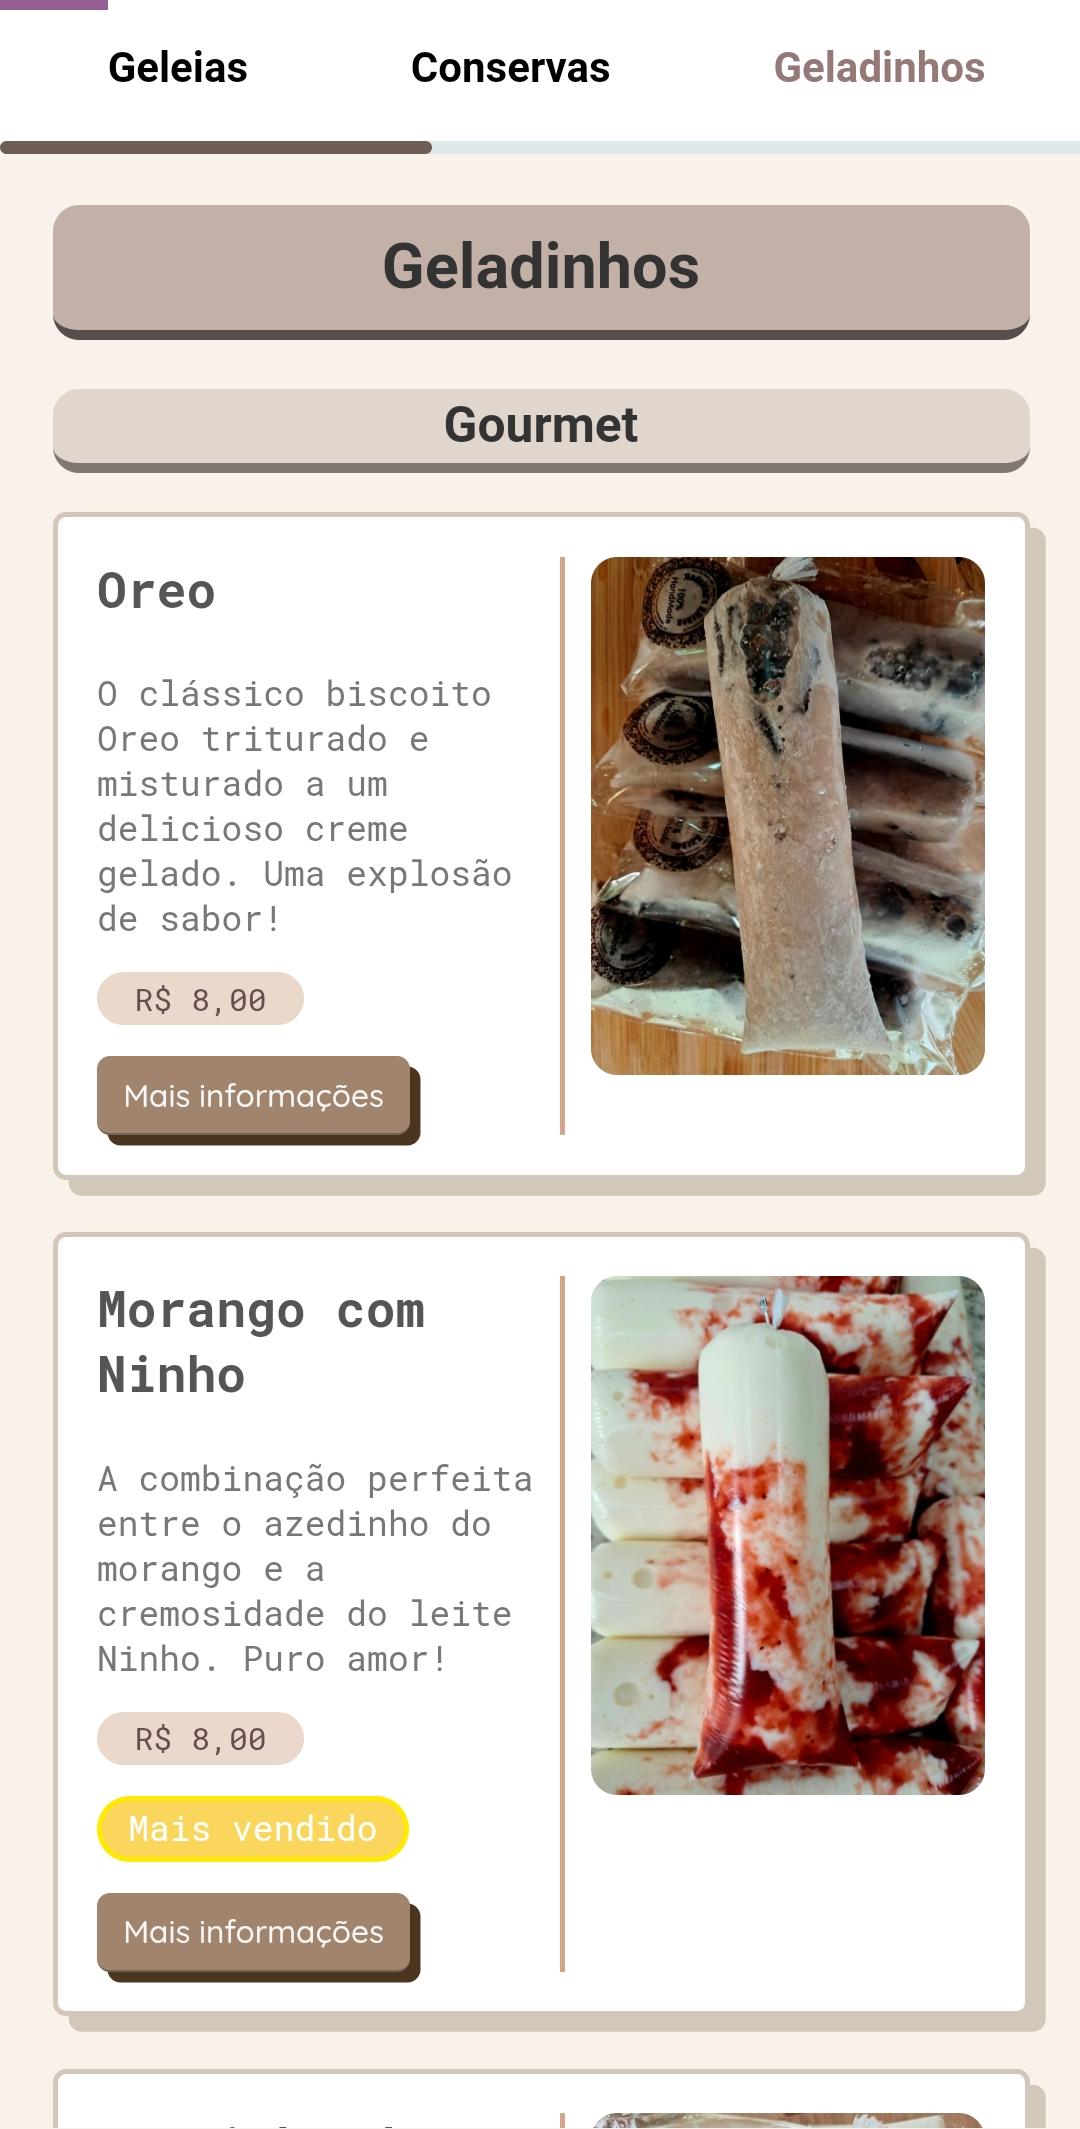 Geleias Conservas Geladinhos
Geladinhos
Gourmet
Oreo
O clássico biscoito
Oreo triturado e
misturado a um
delicioso creme
gelado. Uma explosão
de sabor!
R$ 8,00
Mais informações
100%
HandMade
Morango com
Ninho
A combinação perfeita
entre o azedinho do
morango e a
cremosidade do leite
Ninho. Puro amor!
R$ 8,00
Mais vendido
Mais informações